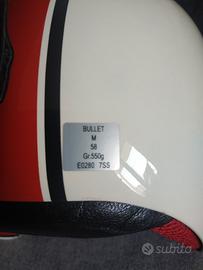 BULLET
M
58
Gr.550g
E0280 7SS
subito